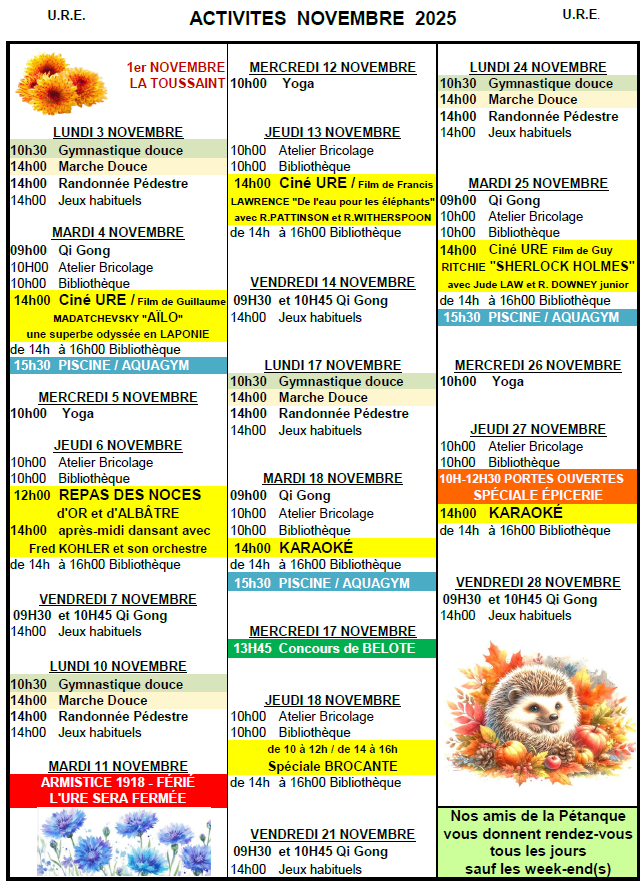 U.R.E.
ACTIVITES NOVEMBRE 2025
U.R.E.
1er NOVEMBRE
LA TOUSSAINT
LUNDI 3 NOVEMBRE
10h30 Gymnastique douce
14h00 Marche Douce
14h00 Randonnée Pédestre
14h00 Jeux habituels
MARDI 4 NOVEMBRE
09h00 Qi Gong
10H00 Atelier Bricolage
10h00 Bibliothèque
14h00 Ciné URE / Film de Guillaume
MADATCHEVSKY "AÏLO"
une superbe odyssée en LAPONIE
de 14h à 16h00 Bibliothèque
15h30 PISCINE / AQUAGYM
MERCREDI 5 NOVEMBRE
10h00 Yoga
JEUDI 6 NOVEMBRE
10h00 Atelier Bricolage
10h00 Bibliothèque
12h00 REPAS DES NOCES
d'OR et d'ALBÂTRE
14h00 après-midi dansant avec
Fred KOHLER et son orchestre
de 14h à 16h00 Bibliothèque
VENDREDI 7 NOVEMBRE
09H30 et 10H45 Qi Gong
14h00 Jeux habituels
LUNDI 10 NOVEMBRE
10h30 Gymnastique douce
14h00 Marche Douce
14h00 Randonnée Pédestre
14h00 Jeux habituels
MARDI 11 NOVEMBRE
ARMISTICE 1918 - FÉRIÉ
L'URE SERA FERMÉE
MERCREDI 12 NOVEMBRE
10h00 Yoga
JEUDI 13 NOVEMBRE
10h00 Atelier Bricolage
10h00 Bibliothèque
14h00 Ciné URE / Film de Francis
LAWRENCE "De l'eau pour les éléphants"
avec R.PATTINSON et R.WITHERSPOON
de 14h à 16h00 Bibliothèque
VENDREDI 14 NOVEMBRE
09H30 et 10H45 Qi Gong
14h00 Jeux habituels
LUNDI 17 NOVEMBRE
10h30 Gymnastique douce
14h00 Marche Douce
14h00 Randonnée Pédestre
14h00 Jeux habituels
MARDI 18 NOVEMBRE
09h00 Qi Gong
10h00 Atelier Bricolage
10h00 Bibliothèque
14h00 KARAOKÉ
de 14h à 16h00 Bibliothèque
15h30 PISCINE / AQUAGYM
MERCREDI 17 NOVEMBRE
13H45 Concours de BELOTE
JEUDI 18 NOVEMBRE
10h00 Atelier Bricolage
10h00 Bibliothèque
de 10 à 12h / de 14 à 16h
Spéciale BROCANTE
de 14h à 16h00 Bibliothèque
VENDREDI 21 NOVEMBRE
09H30 et 10H45 Qi Gong
14h00 Jeux habituels
LUNDI 24 NOVEMBRE
10h30 Gymnastique douce
14h00 Marche Douce
14h00 Randonnée Pédestre
14h00 Jeux habituels
MARDI 25 NOVEMBRE
09h00 Qi Gong
10h00 Atelier Bricolage
10h00 Bibliothèque
14h00 Ciné URE Film de Guy
RITCHIE "SHERLOCK HOLMES"
avec Jude LAW et R. DOWNEY junior
de 14h à 16h00 Bibliothèque
15h30 PISCINE / AQUAGYM
MERCREDI 26 NOVEMBRE
10h00 Yoga
JEUDI 27 NOVEMBRE
10h00 Atelier Bricolage
10h00 Bibliothèque
10H-12H30 PORTES OUVERTES
SPÉCIALE ÉPICERIE
14h00 KARAOKÉ
de 14h à 16h00 Bibliothèque
VENDREDI 28 NOVEMBRE
09H30 et 10H45 Qi Gong
14h00 Jeux habituels
Nos amis de la Pétanque
vous donnent rendez-vous
tous les jours
sauf les week-end(s)